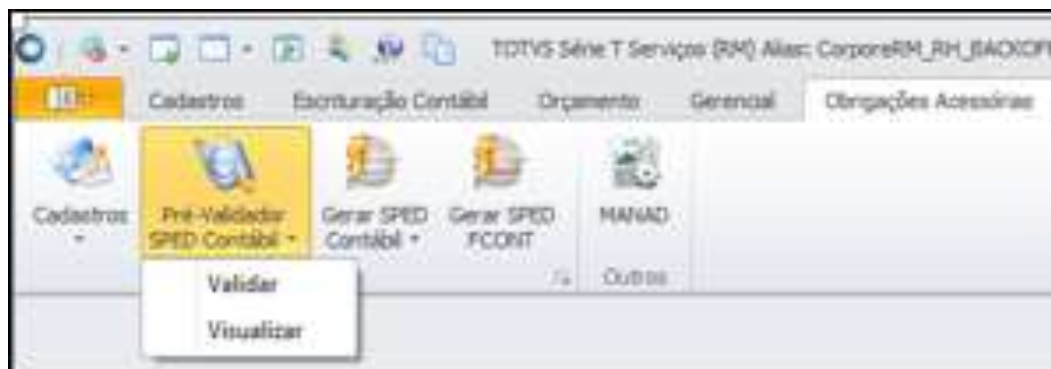 TOTVS Série T Serviços (RM) Alias: CorporeRM_RH_BACKOF
Cadastros Escrituração Contábil Orçamento Gerencial Obrigações Acessórias
Cadastros Pré-Validador Gerar SPED Gerar SPED MANAD
SPED Contábil Contábil FCONT
Outros
Validar
Visualizar